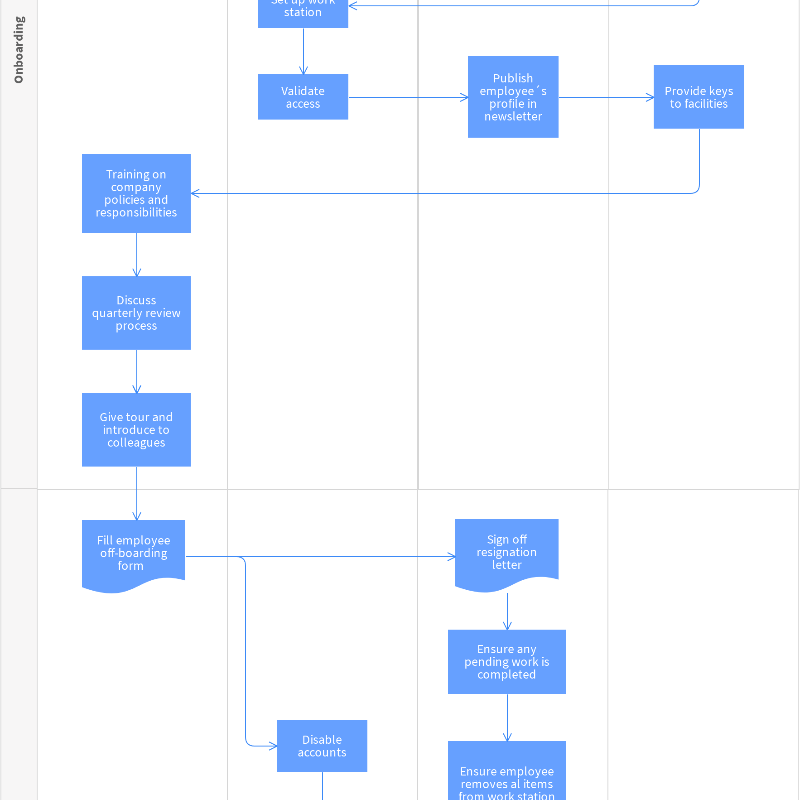 Set up work
station
Onboarding
Validate
access
Publish
employee´s
profile in
newsletter
Provide keys
to facilities
Training on
company
policies and
responsibilities
Discuss
quarterly review
process
Give tour and
introduce to
colleagues
Fill employee
off-boarding
form
Sign off
resignation
letter
Ensure any
pending work is
completed
Disable
accounts
Ensure employee
removes al items
from work station